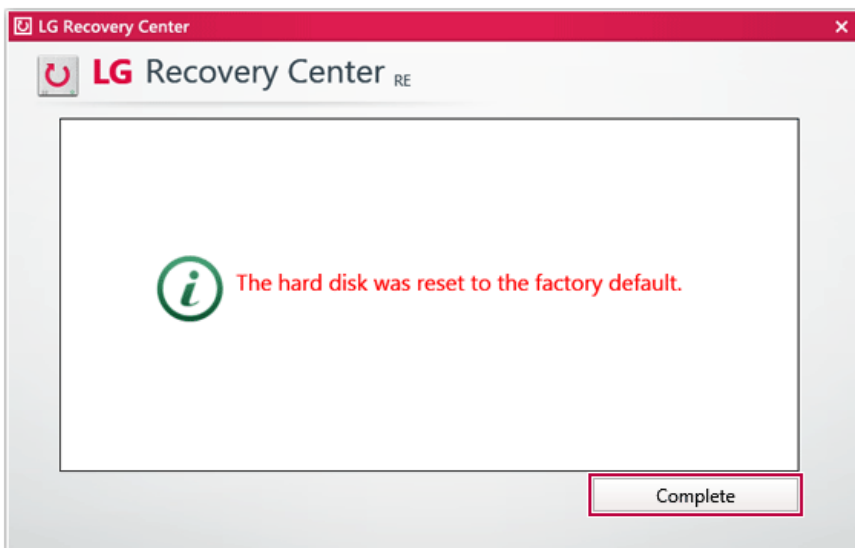 LG Recovery Center
LG Recovery Center RE
The hard disk was reset to the factory default.
Complete